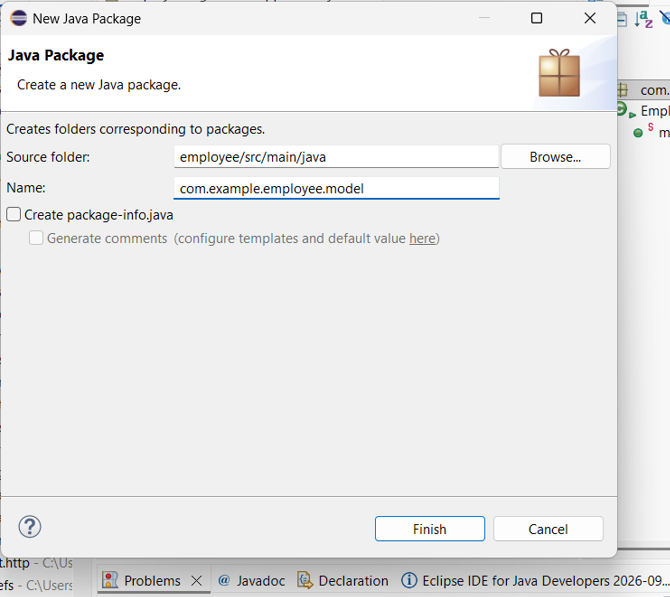 New Java Package
Java Package
Create a new Java package.
Creates folders corresponding to packages.
Source folder:
employee/src/main/java
Browse...
Name:
com.example.employee.model
Create package-info.java
Generate comments (configure templates and default value here)
?
Finish
Cancel
com.
Empl
S
m
t.http - C:\Us
efs - C:\Users
Problems
@ Javadoc
Declaration
Eclipse IDE for Java Developers 2026-09...